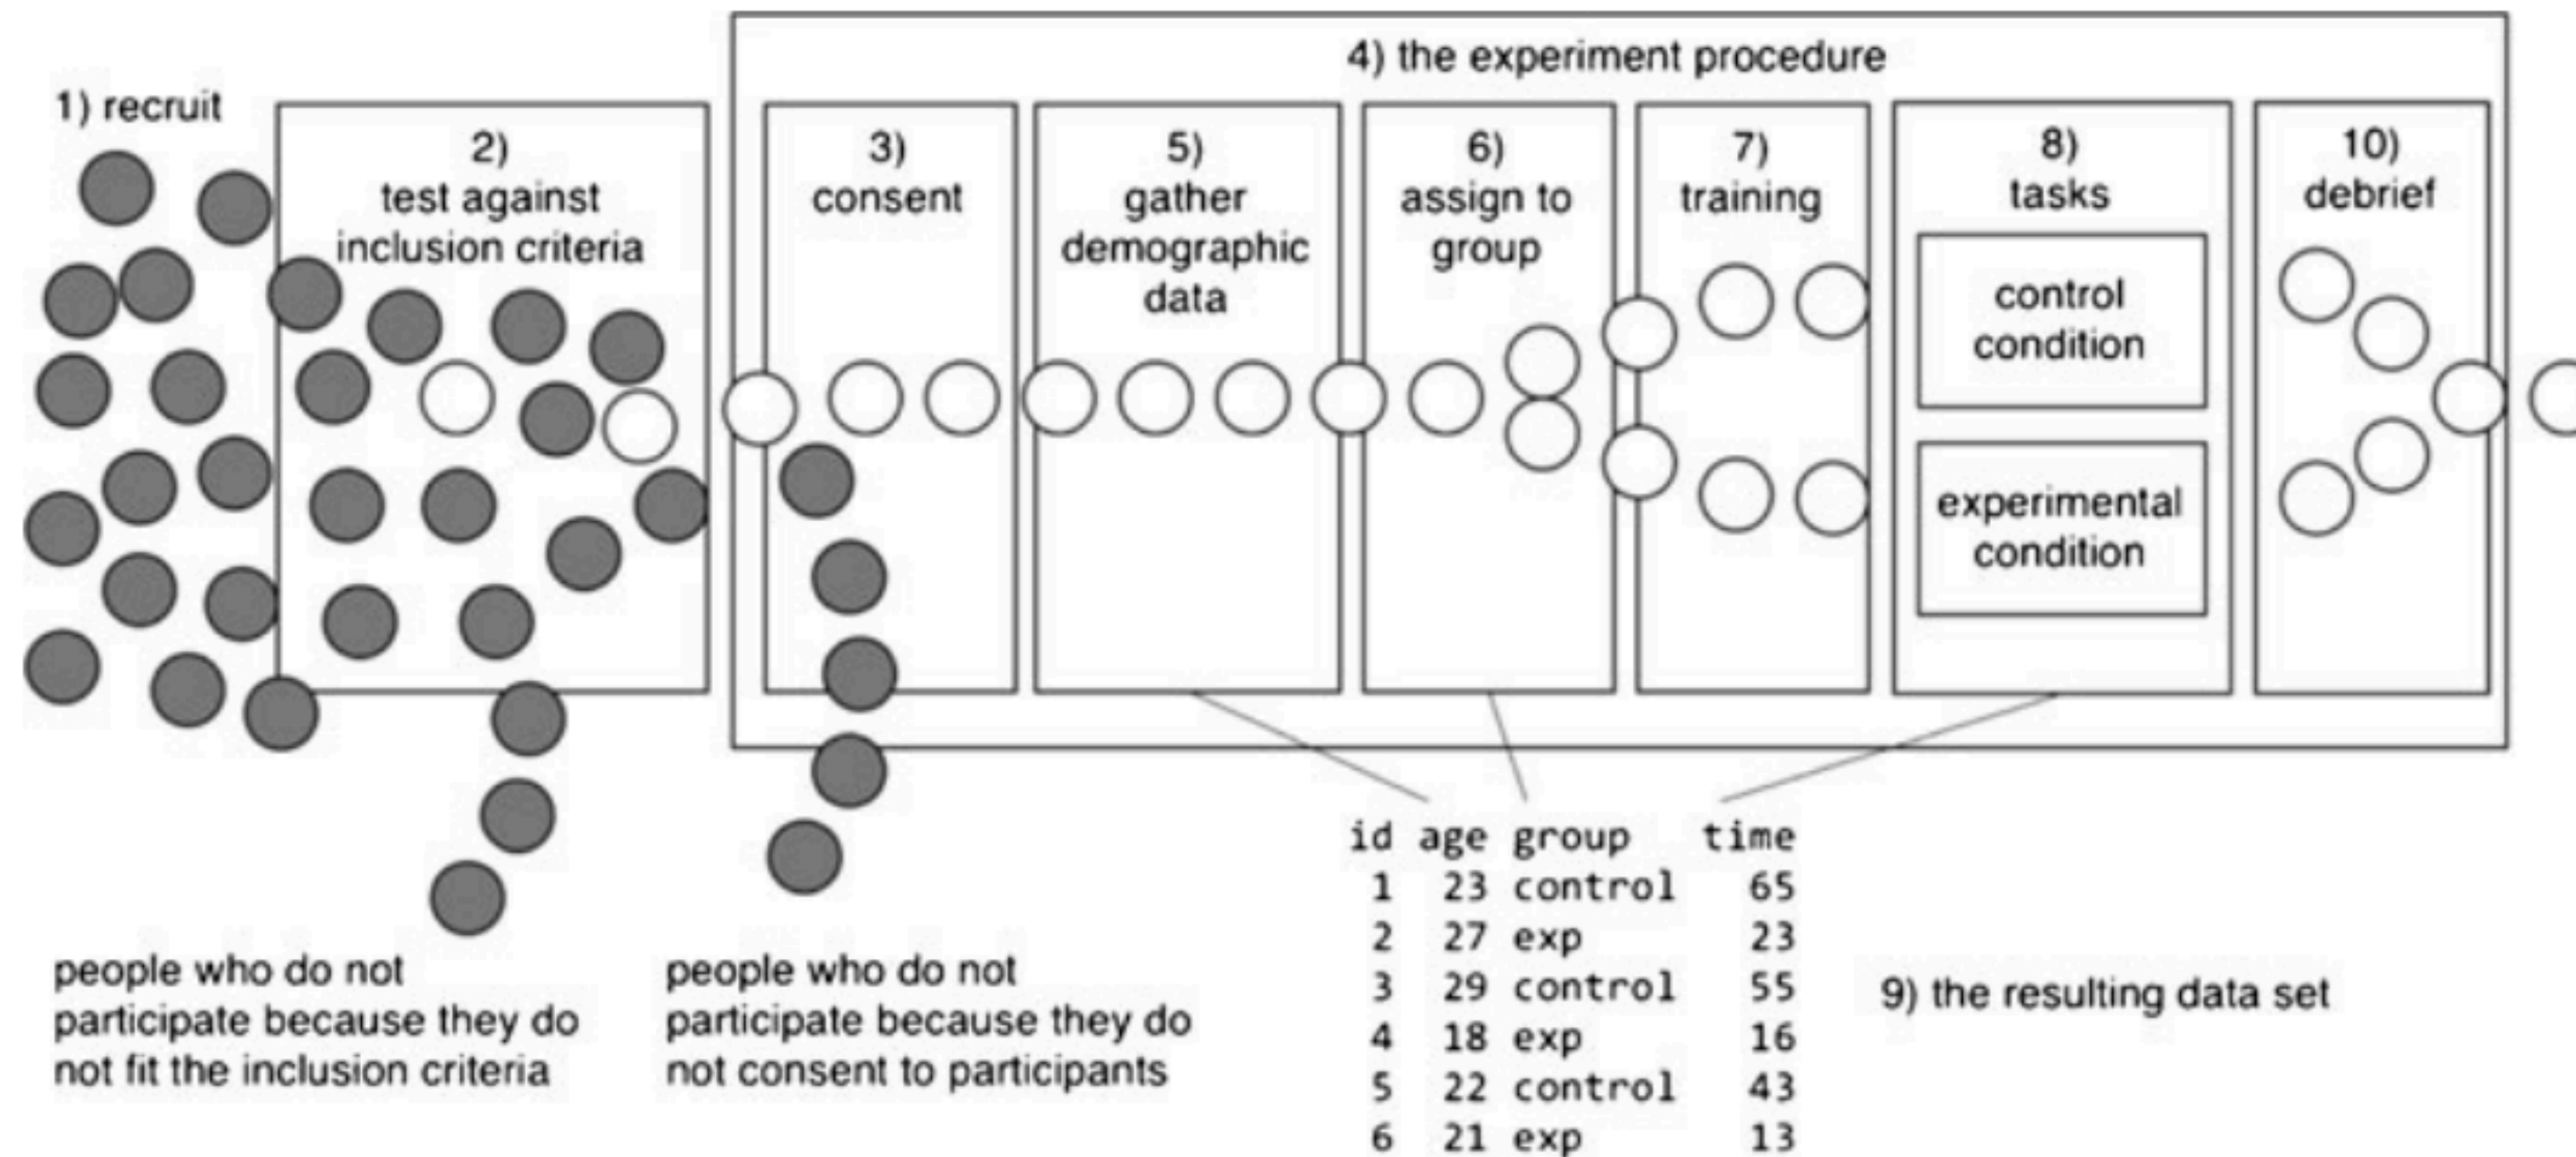 1) recruit
2)
test against
inclusion criteria
4) the experiment procedure
3)
consent
5)
gather
demographic
data
6)
assign to
group
7)
training
8)
tasks
control
condition
experimental
condition
10)
debrief
people who do not
participate because they do
not fit the inclusion criteria
people who do not
participate because they do
not consent to participants
id age group time
1 23 control 65
2 27 exp 23
3 29 control 55
4 18 exp 16
5 22 control 43
6 21 exp 13
9) the resulting data set